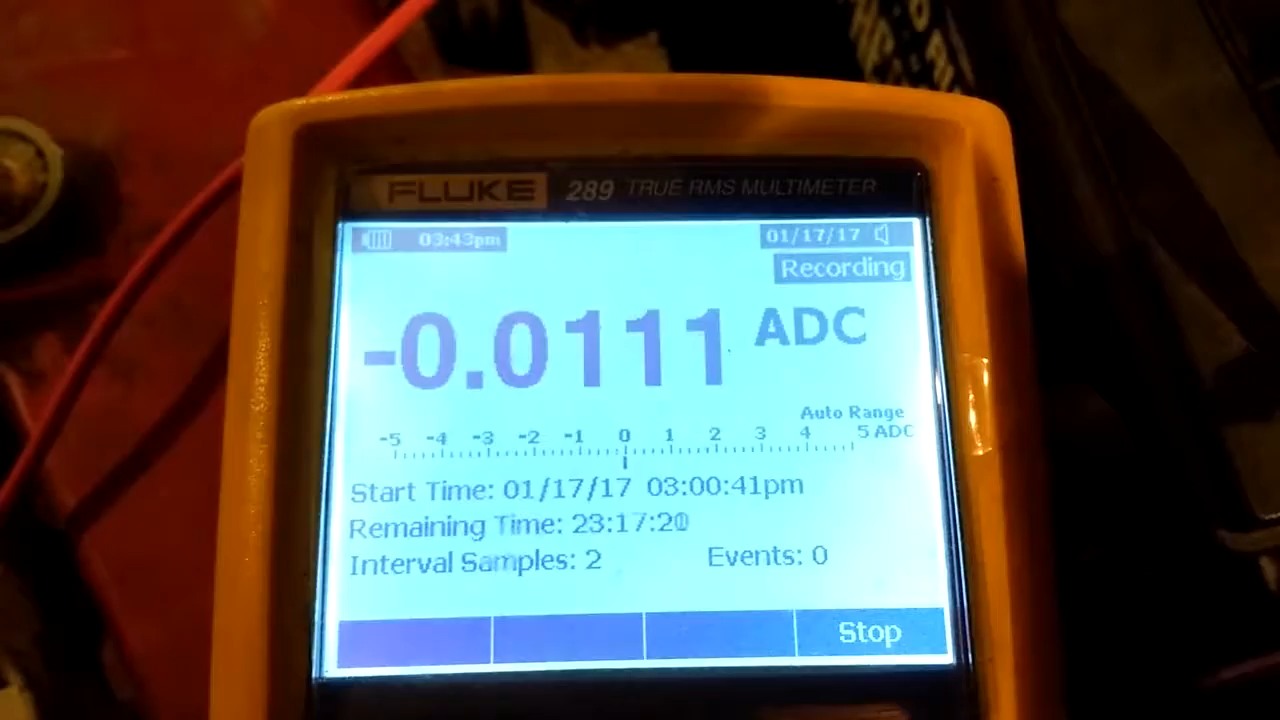 FLUKE 289 TRUE RMS MULTIMETER
03:43pm 01/17/17
Recording
-0.0111 ADC
Auto Range
-5 -4 -3 -2 -1 0 1 2 3 4 5 ADC
Start Time: 01/17/17 03:00:41pm
Remaining Time: 23:17:20
Interval Samples: 2 Events: 0
Stop